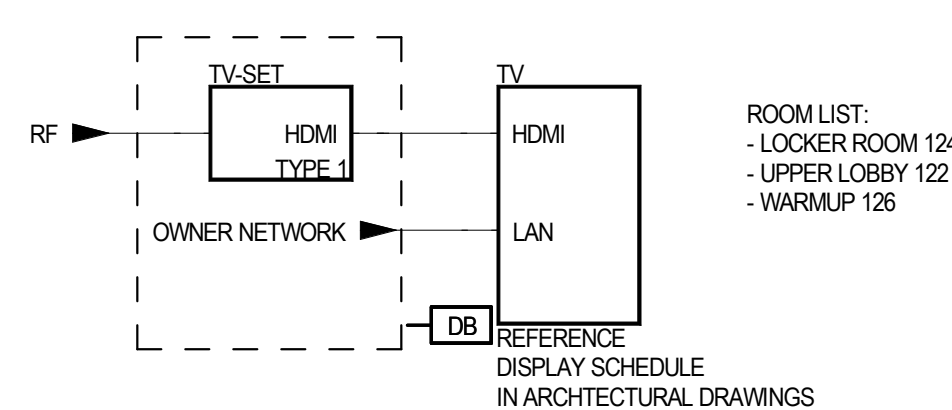 TV-SET
TV
RF
HDMI
TYPE 1
HDMI
OWNER NETWORK
LAN
DB
REFERENCE
DISPLAY SCHEDULE
IN ARCHTECTURAL DRAWINGS
ROOM LIST:
- LOCKER ROOM 124
- UPPER LOBBY 122
- WARMUP 126